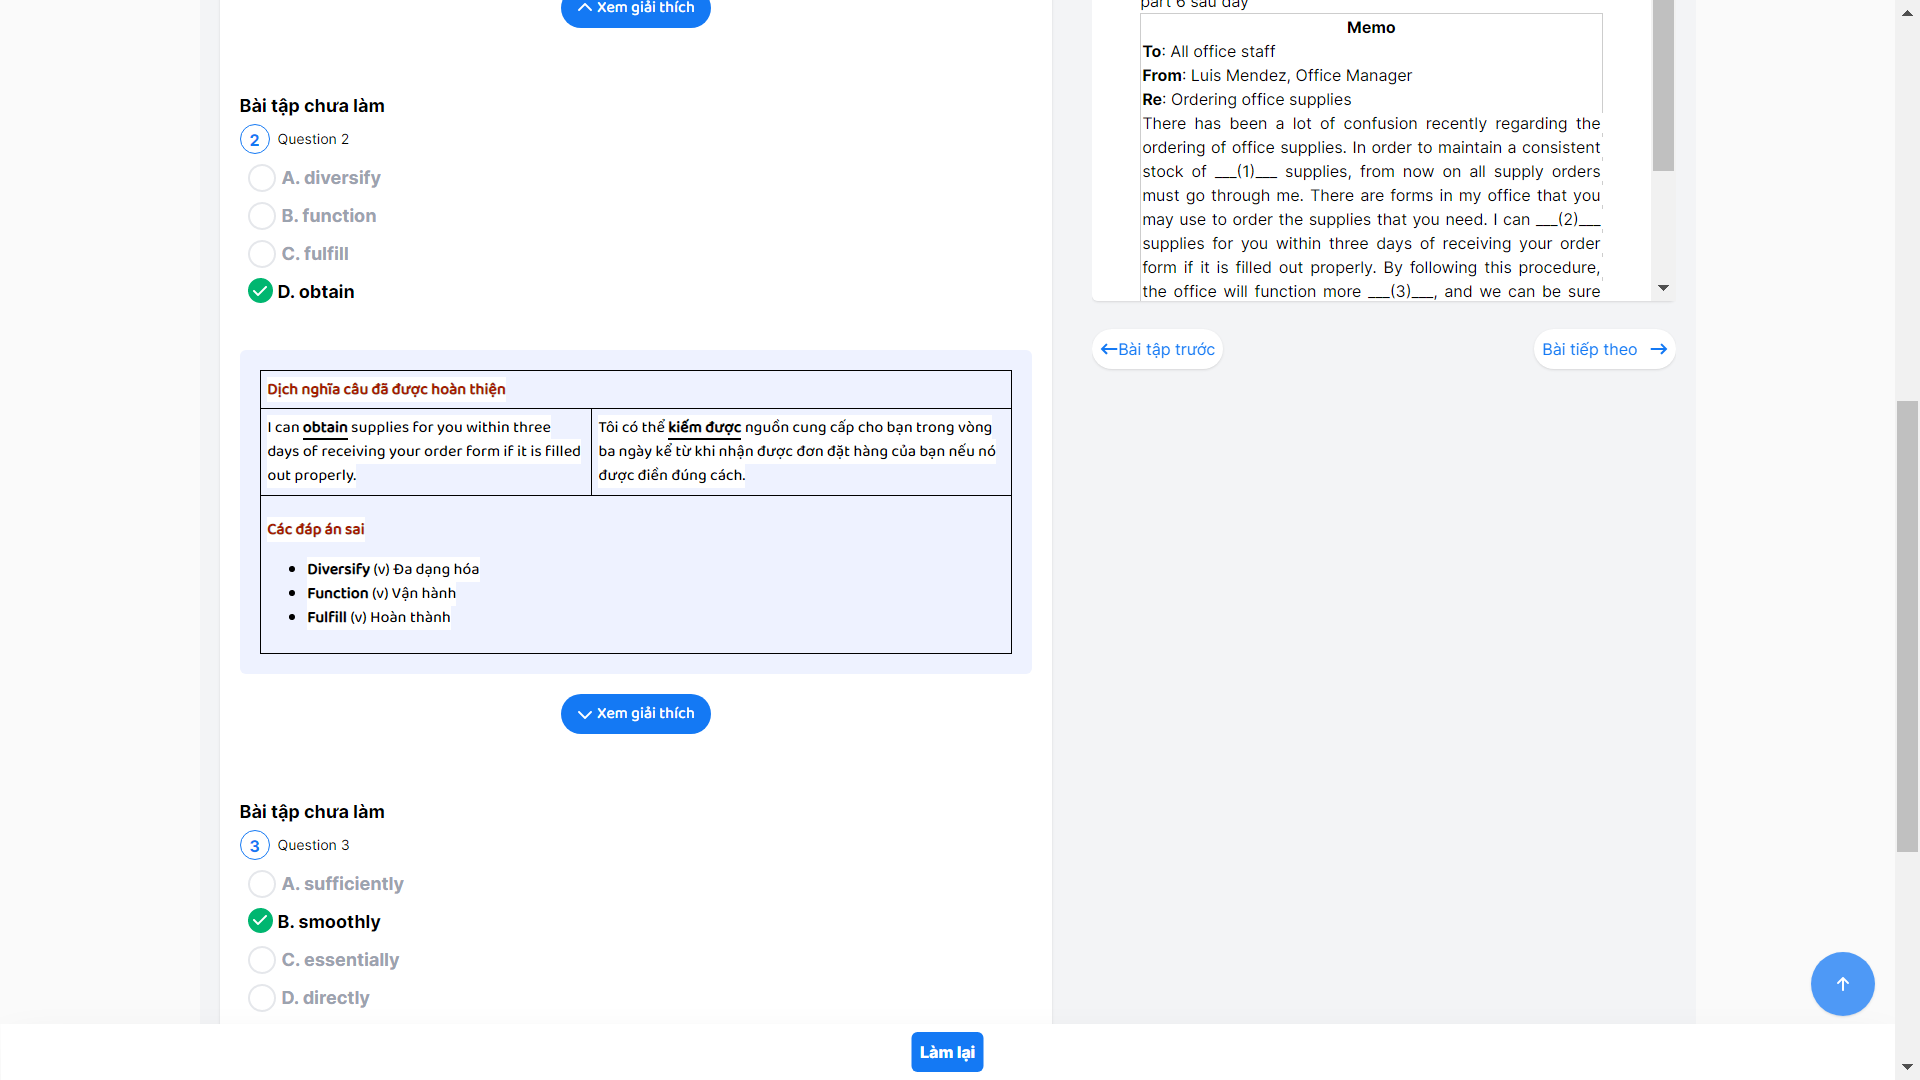 Xem giải thích
Bài tập chưa làm
2 Question 2
A. diversify
B. function
C. fulfill
D. obtain
Dịch nghĩa câu đã được hoàn thiện
I can obtain supplies for you within three
days of receiving your order form if it is filled
out properly.
Tôi có thể kiếm được nguồn cung cấp cho bạn trong vòng
ba ngày kể từ khi nhận được đơn đặt hàng của bạn nếu nó
được điền đúng cách.
Các đáp án sai
Diversify (v) Đa dạng hóa
Function (v) Vận hành
Fulfill (v) Hoàn thành
Xem giải thích
Bài tập chưa làm
3 Question 3
A. sufficiently
B. smoothly
C. essentially
D. directly
part 6 sau đây
Memo
To: All office staff
From: Luis Mendez, Office Manager
Re: Ordering office supplies
There has been a lot of confusion recently regarding the
ordering of office supplies. In order to maintain a consistent
stock of ___(1)___ supplies, from now on all supply orders
must go through me. There are forms in my office that you
may use to order the supplies that you need. I can ___(2)___
supplies for you within three days of receiving your order
form if it is filled out properly. By following this procedure,
the office will function more ___(3)___, and we can be sure
Bài tập trước
Bài tiếp theo
Làm lại